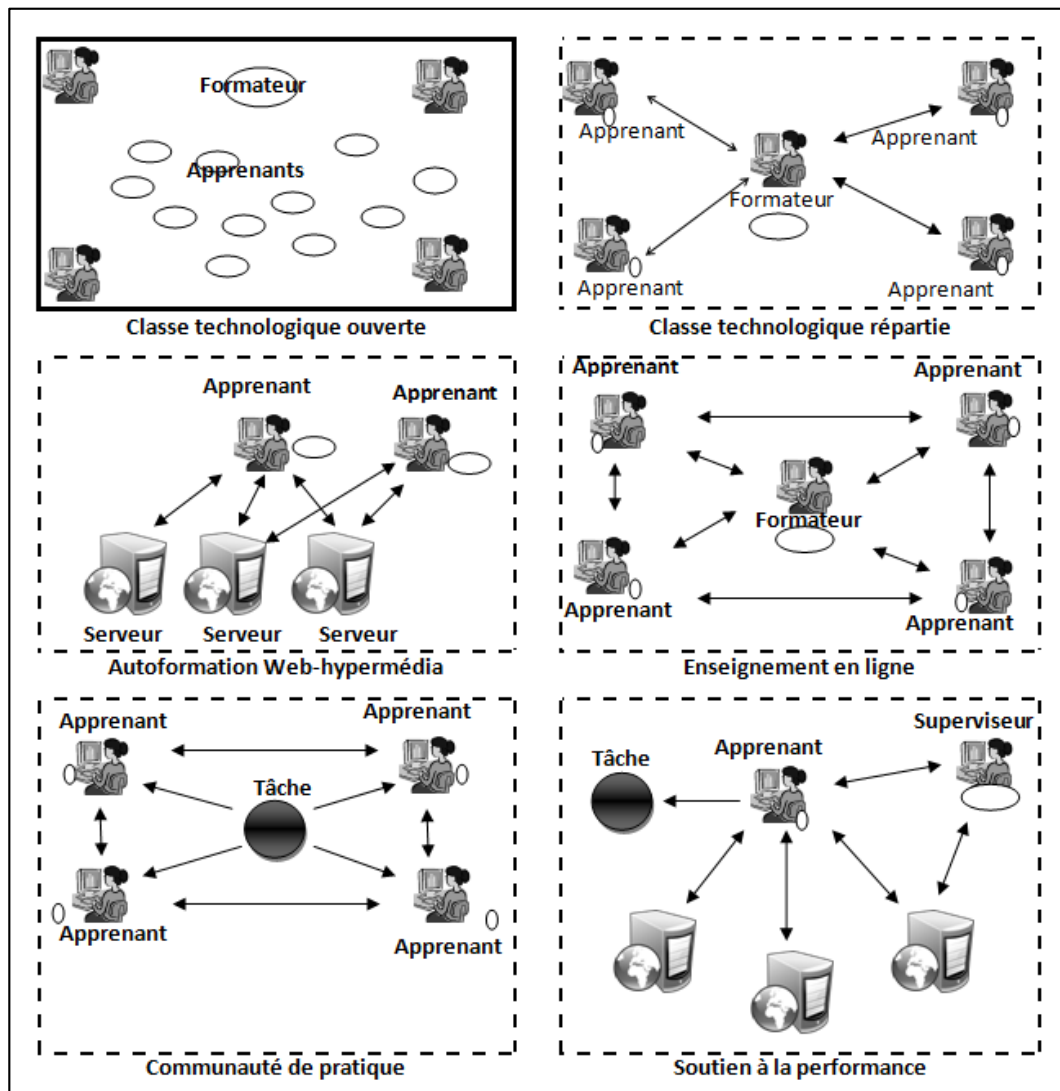 Formateur
Apprenants
Classe technologique ouverte
Apprenant
Apprenant
Formateur
Apprenant
Apprenant
Classe technologique répartie
Apprenant
Apprenant
Serveur
Serveur
Serveur
Autoformation Web-hypermédia
Apprenant
Apprenant
Formateur
Apprenant
Apprenant
Enseignement en ligne
Apprenant
Apprenant
Tâche
Apprenant
Apprenant
Communauté de pratique
Superviseur
Apprenant
Tâche
Soutien à la performance